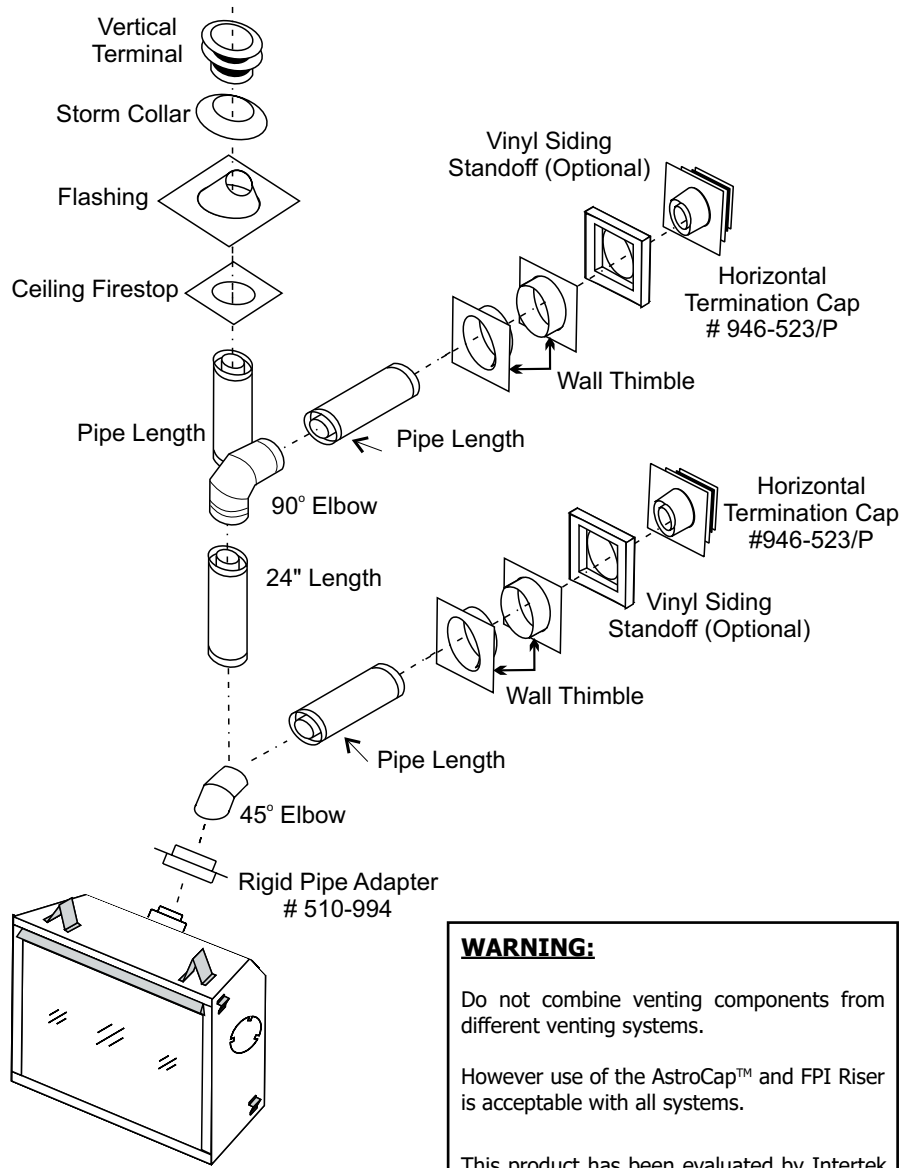 Vertical
Terminal
Storm Collar
Flashing
Ceiling Firestop
Pipe Length
90° Elbow
24" Length
45° Elbow
Rigid Pipe Adapter
# 510-994
Vinyl Siding
Standoff (Optional)
Horizontal
Termination Cap
# 946-523/P
Wall Thimble
Pipe Length
Horizontal
Termination Cap
#946-523/P
Vinyl Siding
Standoff (Optional)
Wall Thimble
Pipe Length
WARNING:
Do not combine venting components from
different venting systems.
However use of the AstroCap™ and FPI Riser
is acceptable with all systems.
This product has been evaluated by Intertek